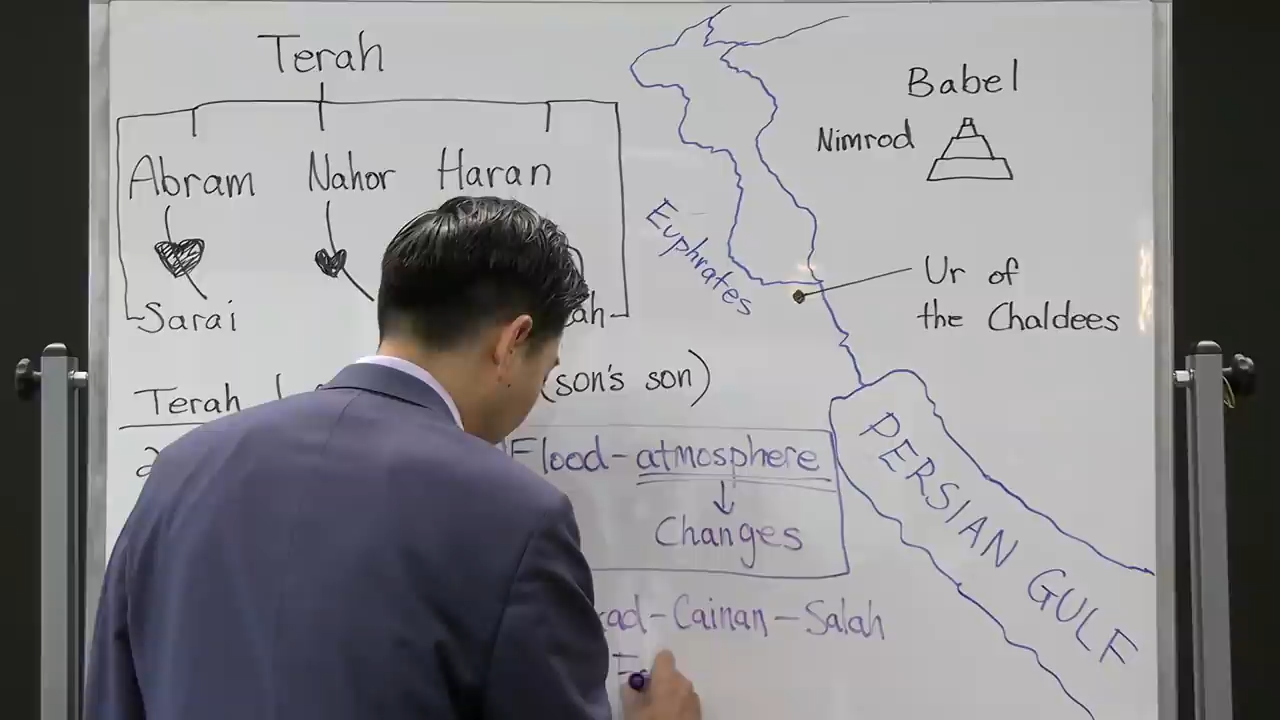 Terah
Abram Nahor Haran
Sarai
Terah
(son's son)
Flood-atmosphere
↓
Changes
Cainan-Salah
Babel
Nimrod
Euphrates
Ur of
the Chaldees
PERSIAN GULF